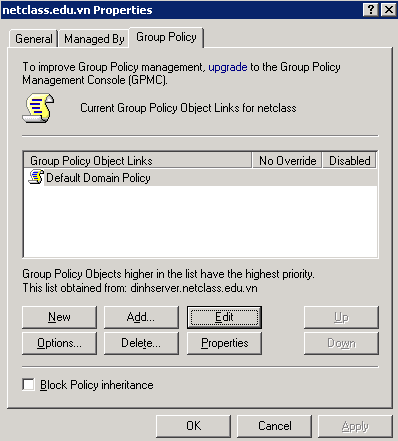 netclass.edu.vn Properties
General
Managed By
Group Policy
To improve Group Policy management, upgrade to the Group Policy
Management Console (GPMC).
Current Group Policy Object Links for netclass
Group Policy Object Links No Override Disabled
Default Domain Policy
Group Policy Objects higher in the list have the highest priority.
This list obtained from: dinhserver.netclass.edu.vn
New Add... Edit Up
Options... Delete... Properties Down
Block Policy inheritance
OK Cancel Apply